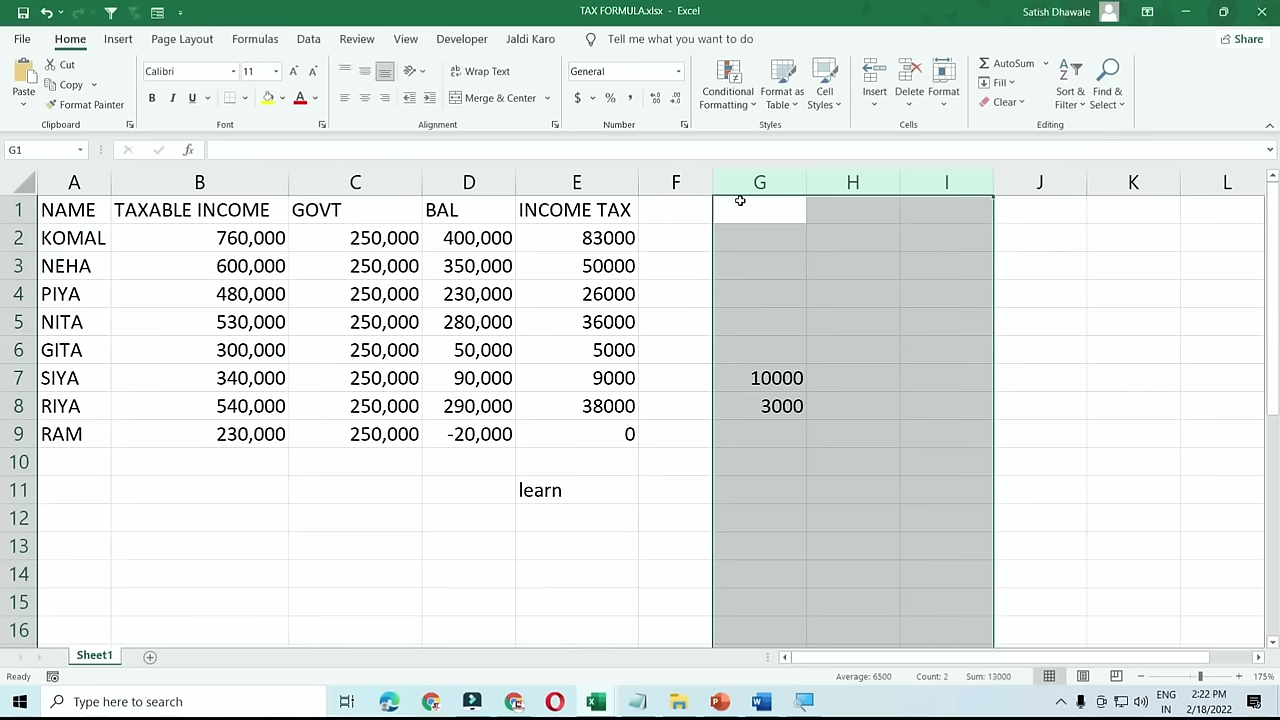 TAX FORMULA.xlsx - Excel
Satish Dhawale
File Home Insert Page Layout Formulas Data Review View Developer Jaldi Karo Tell me what you want to do Share
Paste
Cut
Copy
Format Painter
Clipboard
Calibri 11
B I U A
Font
Wrap Text
Merge & Center
Alignment
General
$ % ,
Number
Conditional Formatting
Format as Table
Cell Styles
Styles
Insert
Delete
Format
Cells
AutoSum
Fill
Clear
Sort & Filter
Find & Select
Editing
G1 fx
A B C D E F G H I J K L
1 NAME TAXABLE INCOME GOVT BAL INCOME TAX
2 KOMAL 760,000 250,000 400,000 83000
3 NEHA 600,000 250,000 350,000 50000
4 PIYA 480,000 250,000 230,000 26000
5 NITA 530,000 250,000 280,000 36000
6 GITA 300,000 250,000 50,000 5000
7 SIYA 340,000 250,000 90,000 9000 10000
8 RIYA 540,000 250,000 290,000 38000 3000
9 RAM 230,000 250,000 -20,000 0
10
11 learn
12
13
14
15
16
Sheet1
Ready Average: 6500 Count: 2 Sum: 13000 175%
Type here to search
ENG
IN
2:22 PM
2/18/2022